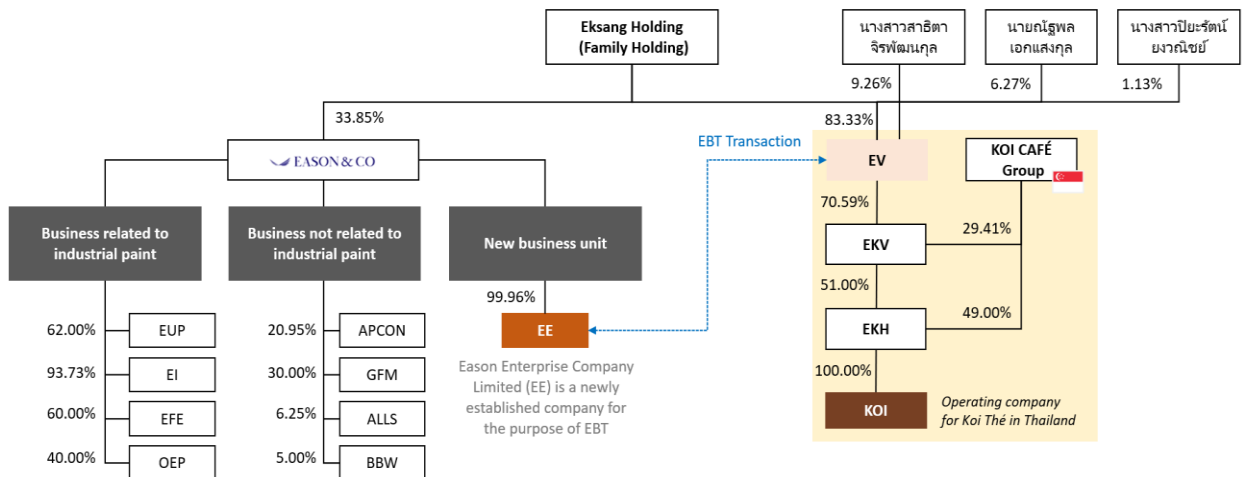 Eksang Holding
(Family Holding)
นางสาวสาธิตา
จิรพัฒนกุล
นายณัฐพล
เอกแสงกุล
นางสาวปิยะรัตน์
ยงวณิชย์
9.26%
6.27%
1.13%
33.85%
83.33%
EASON & CO
EBT Transaction
EV
KOI CAFÉ
Group
70.59%
Business related to
industrial paint
Business not related to
industrial paint
New business unit
EKV
29.41%
99.96%
51.00%
62.00%
EUP
20.95%
APCON
EE
EKH
49.00%
93.73%
EI
30.00%
GFM
Eason Enterprise Company
Limited (EE) is a newly
established company for
the purpose of EBT
100.00%
60.00%
EFE
6.25%
ALLS
KOI
Operating company
for Koi Thé in Thailand
40.00%
OEP
5.00%
BBW